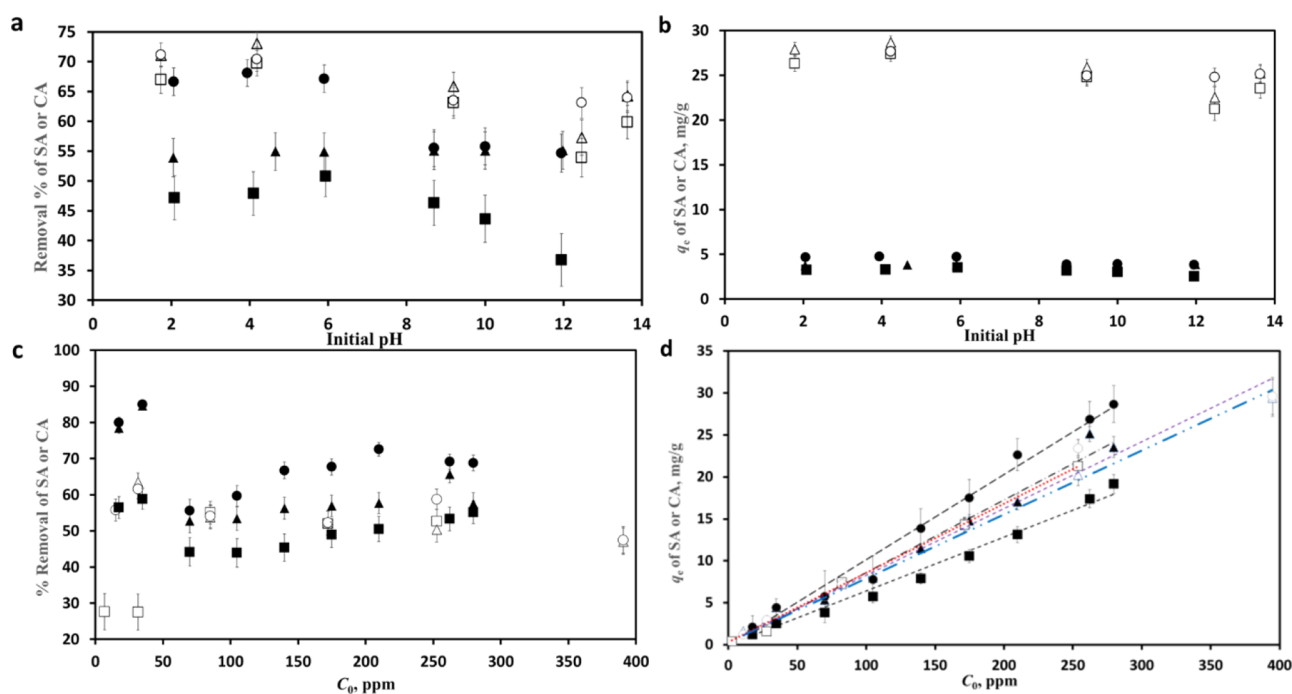 a
Removal % of SA or CA
75
70
65
60
55
50
45
40
35
30
0 2 4 6 8 10 12 14
Initial pH
b
qe of SA or CA, mg/g
30
25
20
15
10
5
0
0 2 4 6 8 10 12 14
Initial pH
c
% Removal of SA or CA
100
90
80
70
60
50
40
30
20
0 50 100 150 200 250 300 350 400
C0, ppm
d
qe of SA or CA, mg/g
35
30
25
20
15
10
5
0
0 50 100 150 200 250 300 350 400
C0, ppm